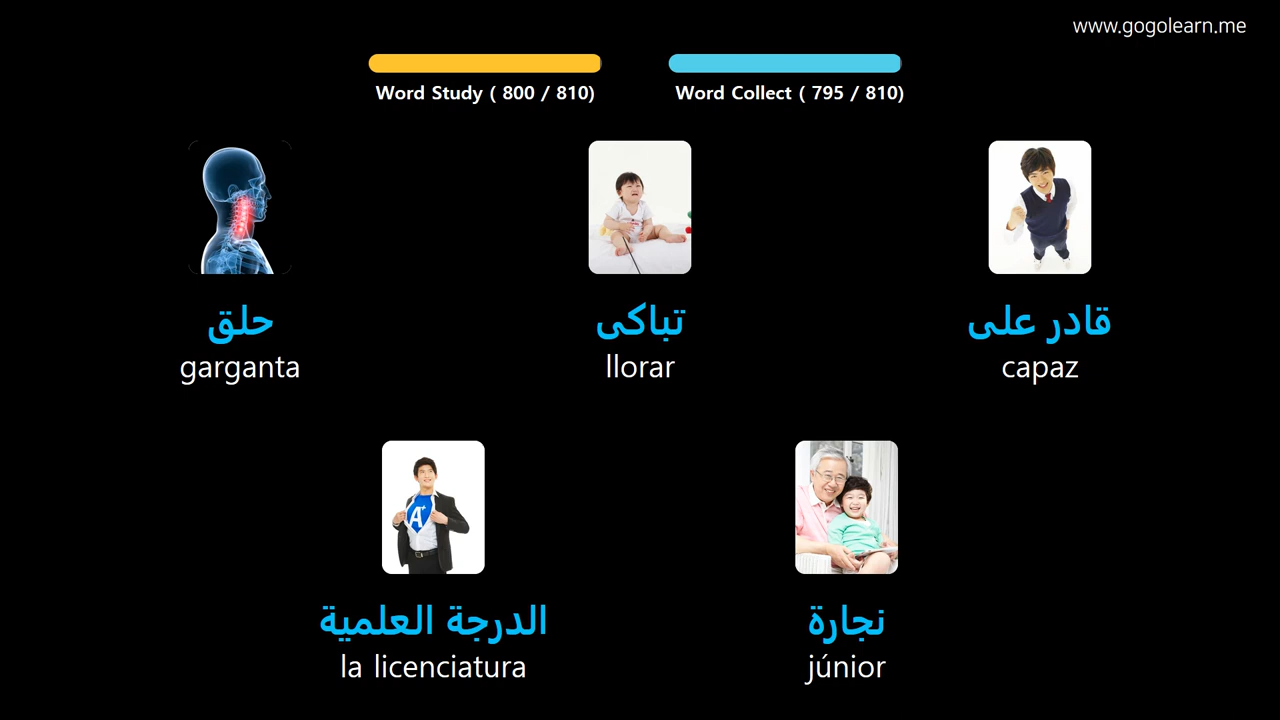 www.gogolearn.me
Word Study ( 800 / 810)
Word Collect ( 795 / 810)
حلق
garganta
تباكى
llorar
قادر على
capaz
A+
الدرجة العلمية
la licenciatura
نجارة
júnior